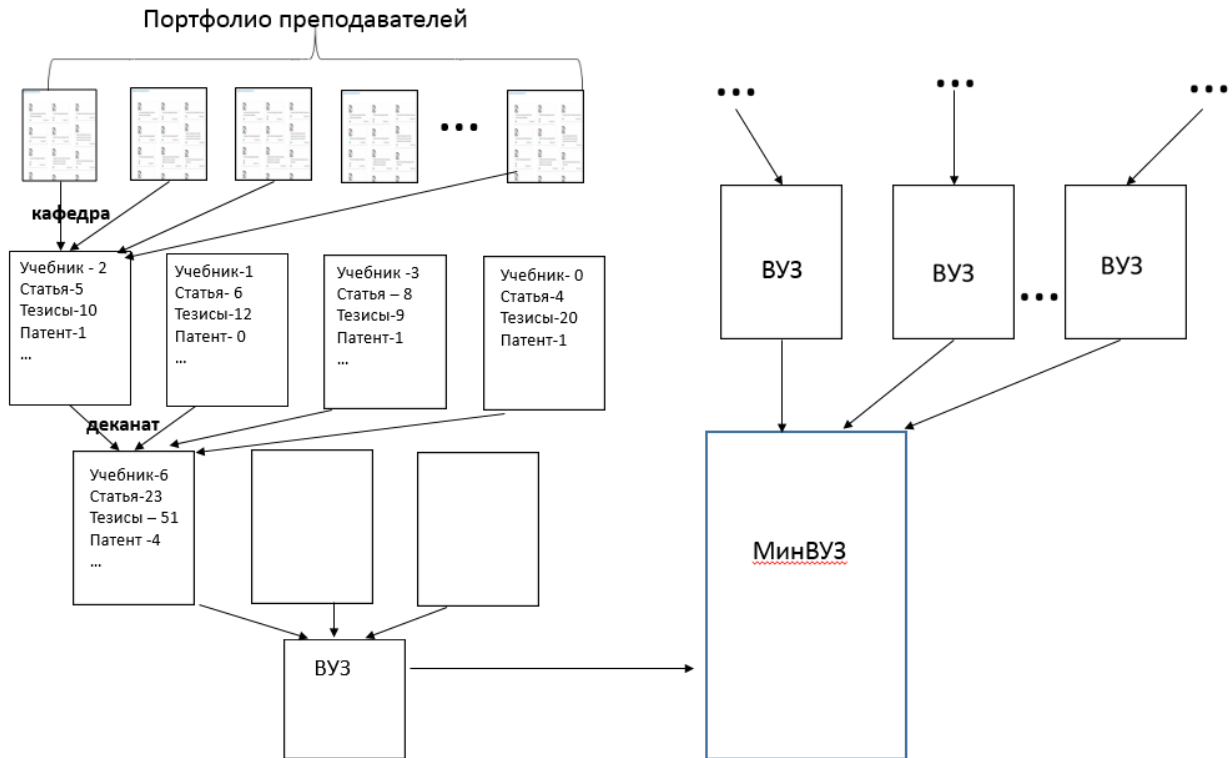 Портфолио преподавателей
...
...
...
...
кафедра
Учебник - 2
Статья-5
Тезисы-10
Патент-1
...
Учебник-1
Статья- 6
Тезисы-12
Патент- 0
...
Учебник -3
Статья – 8
Тезисы-9
Патент-1
...
Учебник- 0
Статья-4
Тезисы-20
Патент-1
ВУЗ
ВУЗ
...
ВУЗ
деканат
Учебник-6
Статья-23
Тезисы – 51
Патент -4
...
МинВУЗ
ВУЗ